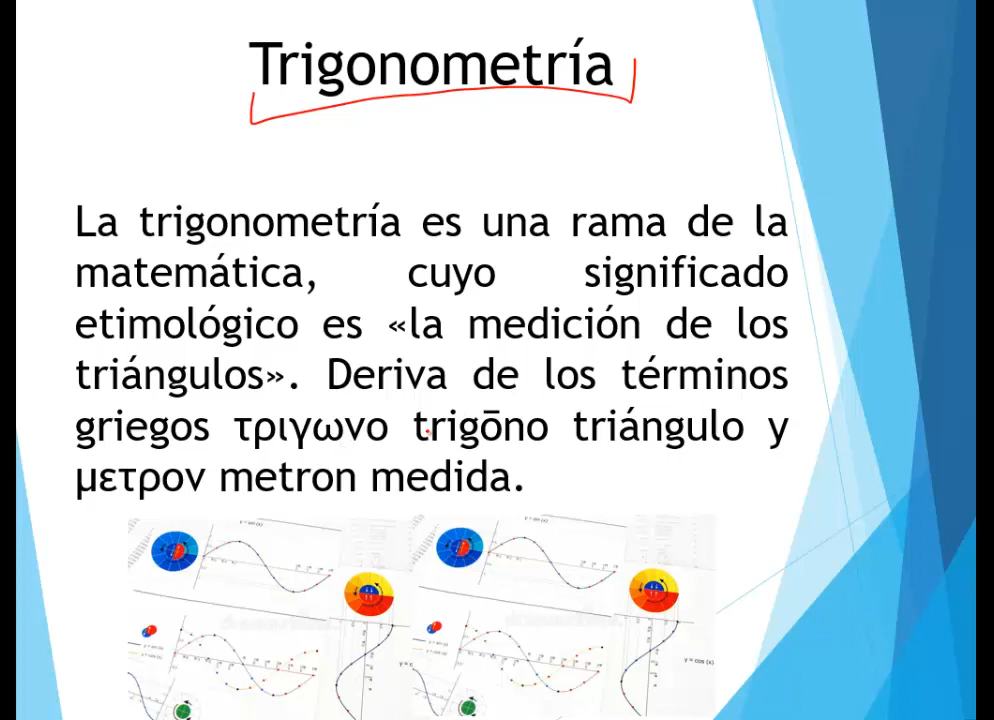 Trigonometría
La trigonometría es una rama de la
matemática, cuyo significado
etimológico es «la medición de los
triángulos». Deriva de los términos
griegos τριγωνο trigōno triángulo y
μετρον metron medida.
y = cos (x)